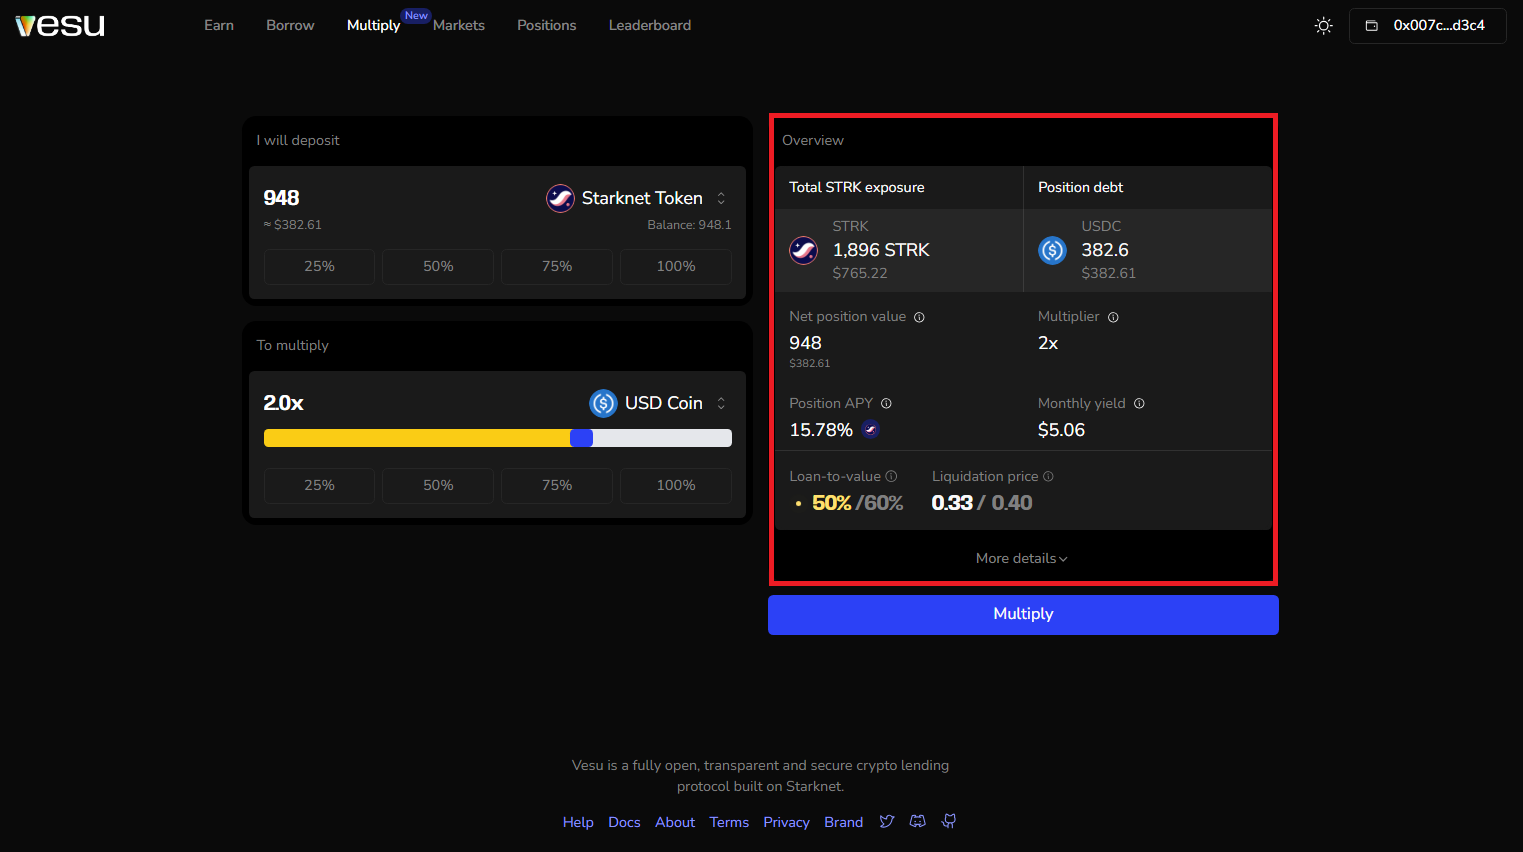 vesu
Earn Borrow Multiply New Markets Positions Leaderboard
0x007c...d3c4
I will deposit
948
Starknet Token
≈ $382.61
Balance: 948.1
25% 50% 75% 100%
To multiply
2.0x
USD Coin
25% 50% 75% 100%
Overview
Total STRK exposure
Position debt
STRK
1,896 STRK
$765.22
USDC
382.6
$382.61
Net position value
948
$382.61
Multiplier
2x
Position APY
15.78%
Monthly yield
$5.06
Loan-to-value
50% /60%
Liquidation price
0.33 / 0.40
More details
Multiply
Vesu is a fully open, transparent and secure crypto lending
protocol built on Starknet.
Help Docs About Terms Privacy Brand